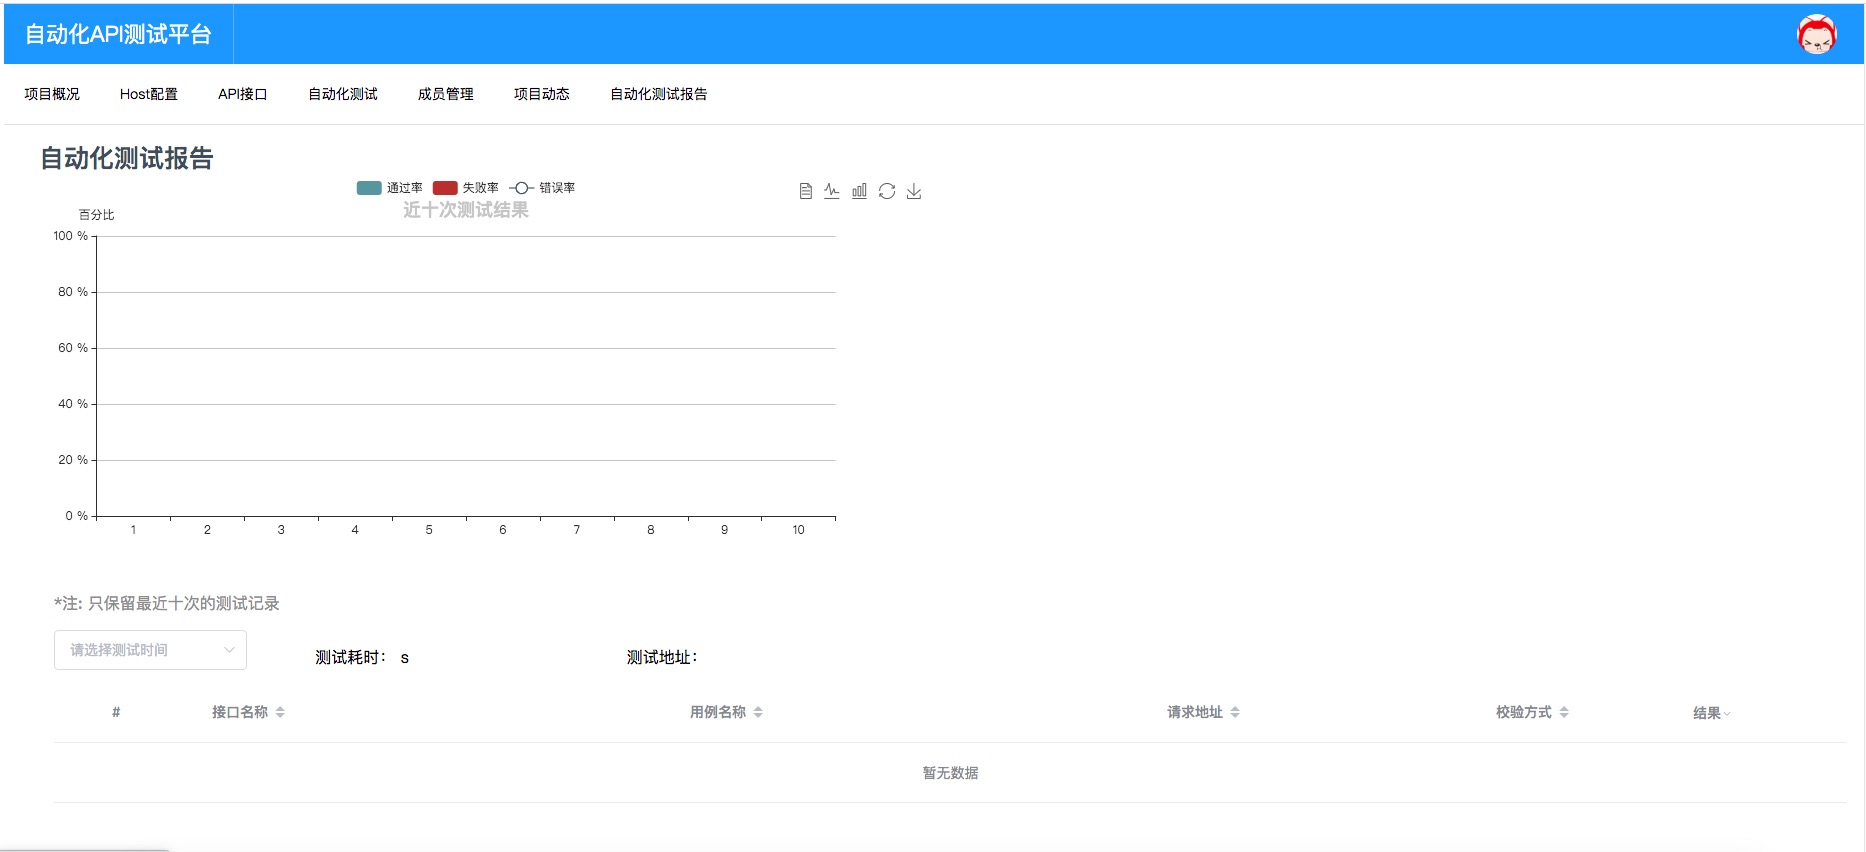 自动化API测试平台
项目概况 Host配置 API接口 自动化测试 成员管理 项目动态 自动化测试报告
自动化测试报告
通过率 失败率 错误率
近十次测试结果
百分比
100 %
80 %
60 %
40 %
20 %
0 %
1 2 3 4 5 6 7 8 9 10
*注: 只保留最近十次的测试记录
请选择测试时间 测试耗时： s 测试地址：
# 接口名称 用例名称 请求地址 校验方式 结果
暂无数据